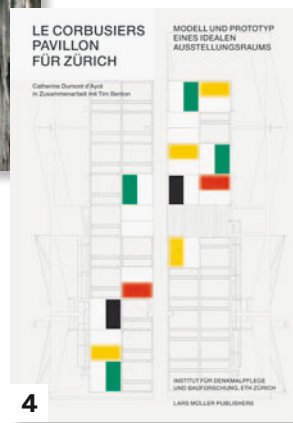 LE CORBUSIERS
PAVILLON
FÜR ZÜRICH
Catherine Dumont d'Ayot
in Zusammenarbeit mit Tim Benton
MODELL UND PROTOTYP
EINES IDEALEN
AUSSTELLUNGSRAUMS
INSTITUT FÜR DENKMALPFLEGE
UND BAUFORSCHUNG, ETH ZÜRICH
LARS MÜLLER PUBLISHERS
4